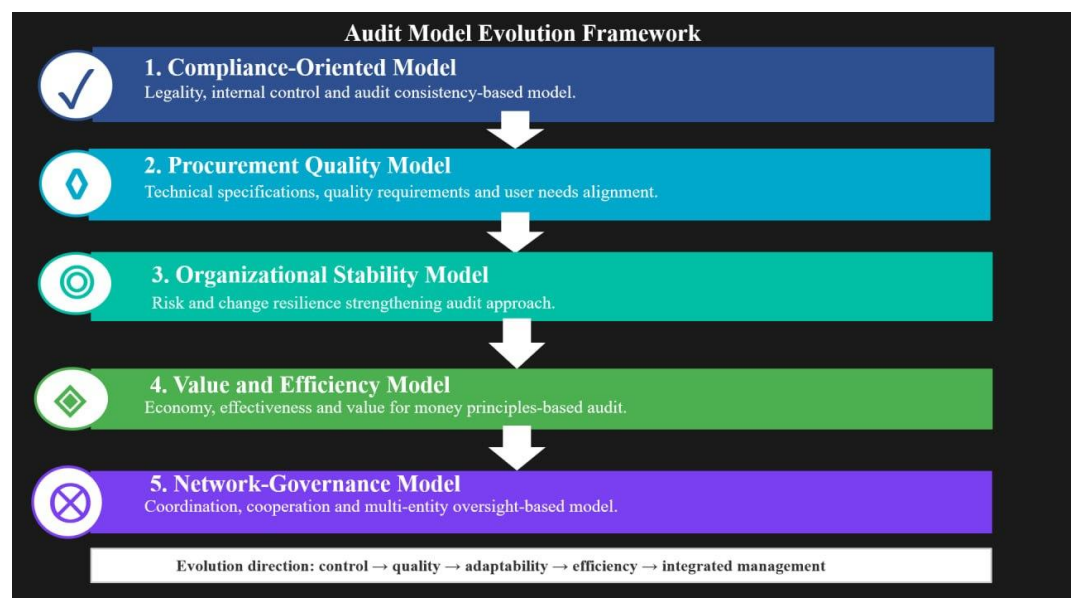 Audit Model Evolution Framework
1. Compliance-Oriented Model
Legality, internal control and audit consistency-based model.
2. Procurement Quality Model
Technical specifications, quality requirements and user needs alignment.
3. Organizational Stability Model
Risk and change resilience strengthening audit approach.
4. Value and Efficiency Model
Economy, effectiveness and value for money principles-based audit.
5. Network-Governance Model
Coordination, cooperation and multi-entity oversight-based model.
Evolution direction: control → quality → adaptability → efficiency → integrated management